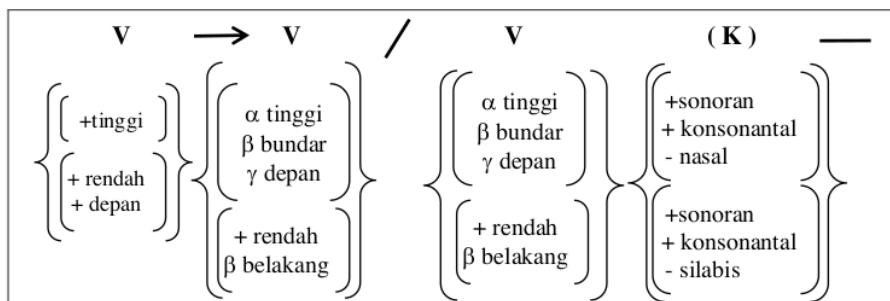 V → V / V ( K ) —
+tinggi
+ rendah
+ depan
α tinggi
β bundar
γ depan
+ rendah
β belakang
α tinggi
β bundar
γ depan
+ rendah
β belakang
+sonoran
+ konsonantal
- nasal
+sonoran
+ konsonantal
- silabis